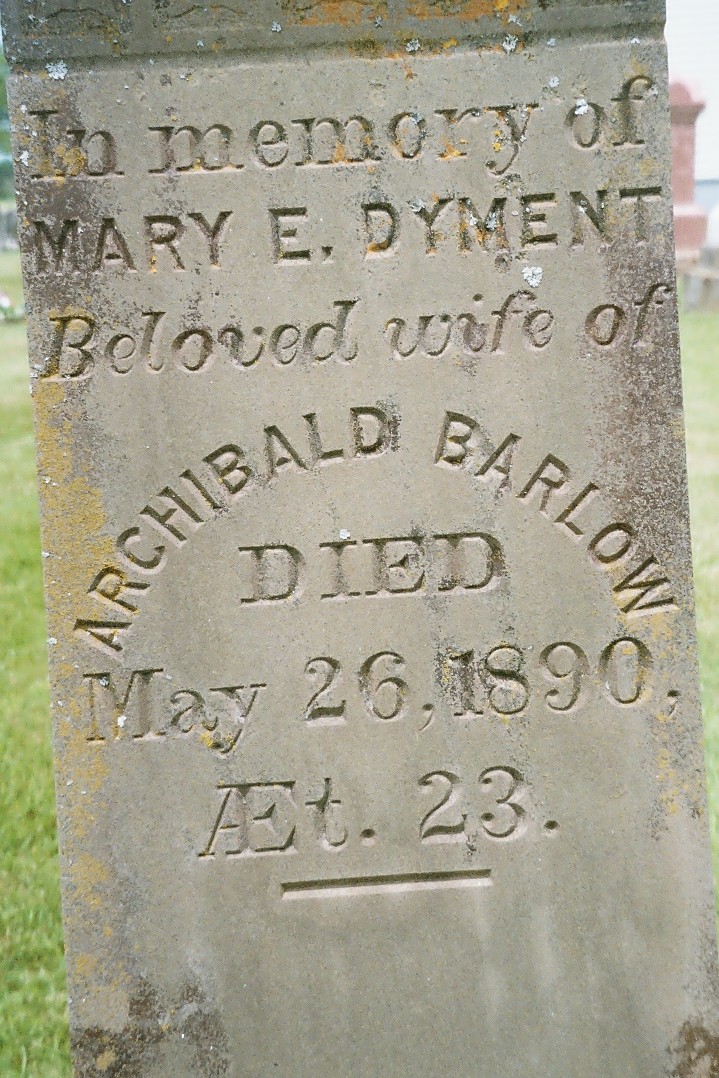 In memory of
MARY E. DYMENT
Beloved wife of
ARCHIBALD BARLOW
DIED
May 26, 1890,
Æt. 23.